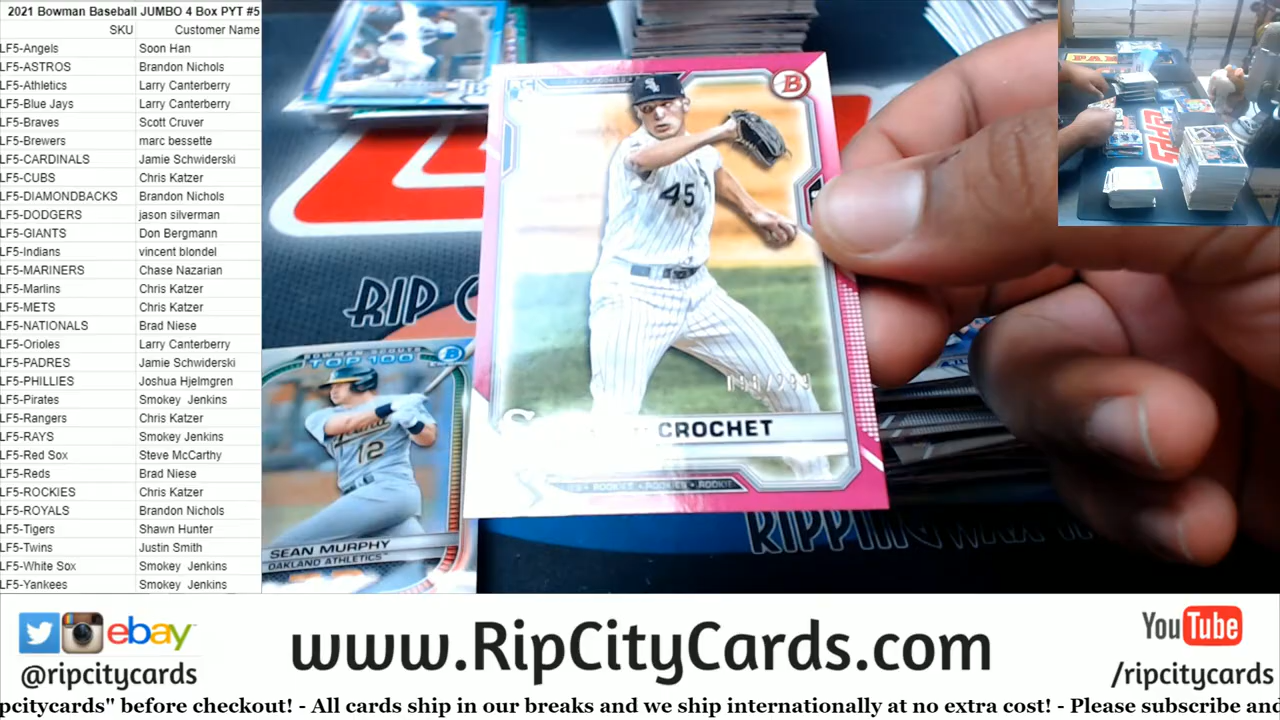 2021 Bowman Baseball JUMBO 4 Box PYT #5
SKU Customer Name
LF5-Angels Soon Han
LF5-ASTROS Brandon Nichols
LF5-Athletics Larry Canterberry
LF5-Blue Jays Larry Canterberry
LF5-Braves Scott Cruver
LF5-Brewers marc bessette
LF5-CARDINALS Jamie Schwiderski
LF5-CUBS Chris Katzer
LF5-DIAMONDBACKS Brandon Nichols
LF5-DODGERS jason silverman
LF5-GIANTS Don Bergmann
LF5-Indians vincent blondel
LF5-MARINERS Chase Nazarian
LF5-Marlins Chris Katzer
LF5-METS Chris Katzer
LF5-NATIONALS Brad Niese
LF5-Orioles Larry Canterberry
LF5-PADRES Jamie Schwiderski
LF5-PHILLIES Joshua Hjelmgren
LF5-Pirates Smokey Jenkins
LF5-Rangers Chris Katzer
LF5-RAYS Smokey Jenkins
LF5-Red Sox Steve McCarthy
LF5-Reds Brad Niese
LF5-ROCKIES Chris Katzer
LF5-ROYALS Brandon Nichols
LF5-Tigers Shawn Hunter
LF5-Twins Justin Smith
LF5-White Sox Smokey Jenkins
LF5-Yankees Smokey Jenkins
B
45
CROCHET
ROOKIES • ROOKIE
RIP C
BOWMAN SCOUTS
TOP 100
B
12
SEAN MURPHY
OAKLAND ATHLETICS
RIPPING WAX
ebay
@ripcitycards
www.RipCityCards.com
YouTube
/ripcitycards
pcitycards" before checkout! - All cards ship in our breaks and we ship internationally at no extra cost! - Please subscribe and